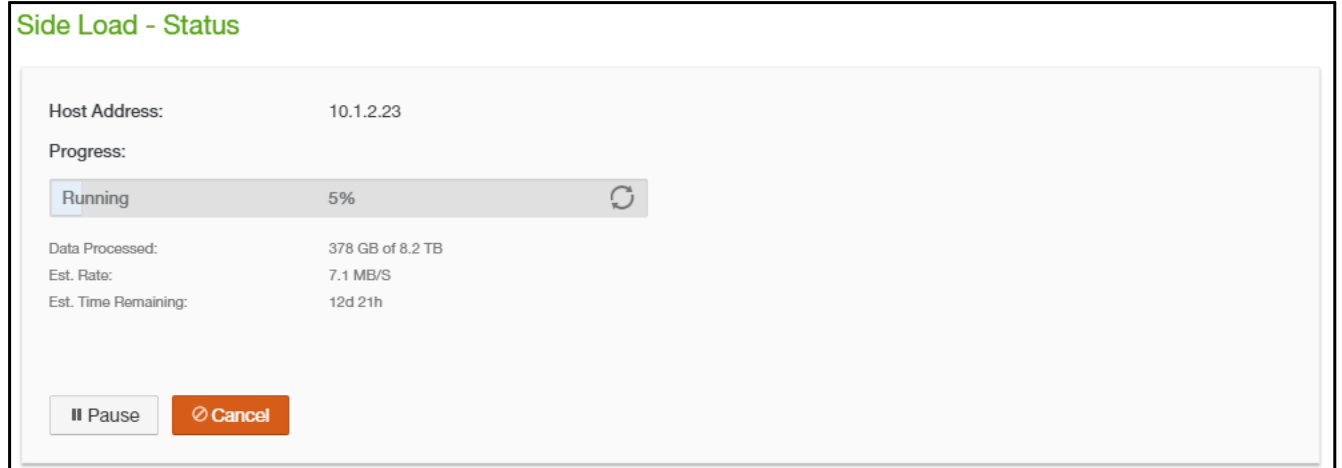 Side Load - Status
Host Address: 10.1.2.23
Progress:
Running 5%
Data Processed: 378 GB of 8.2 TB
Est. Rate: 7.1 MB/S
Est. Time Remaining: 12d 21h
Pause Cancel